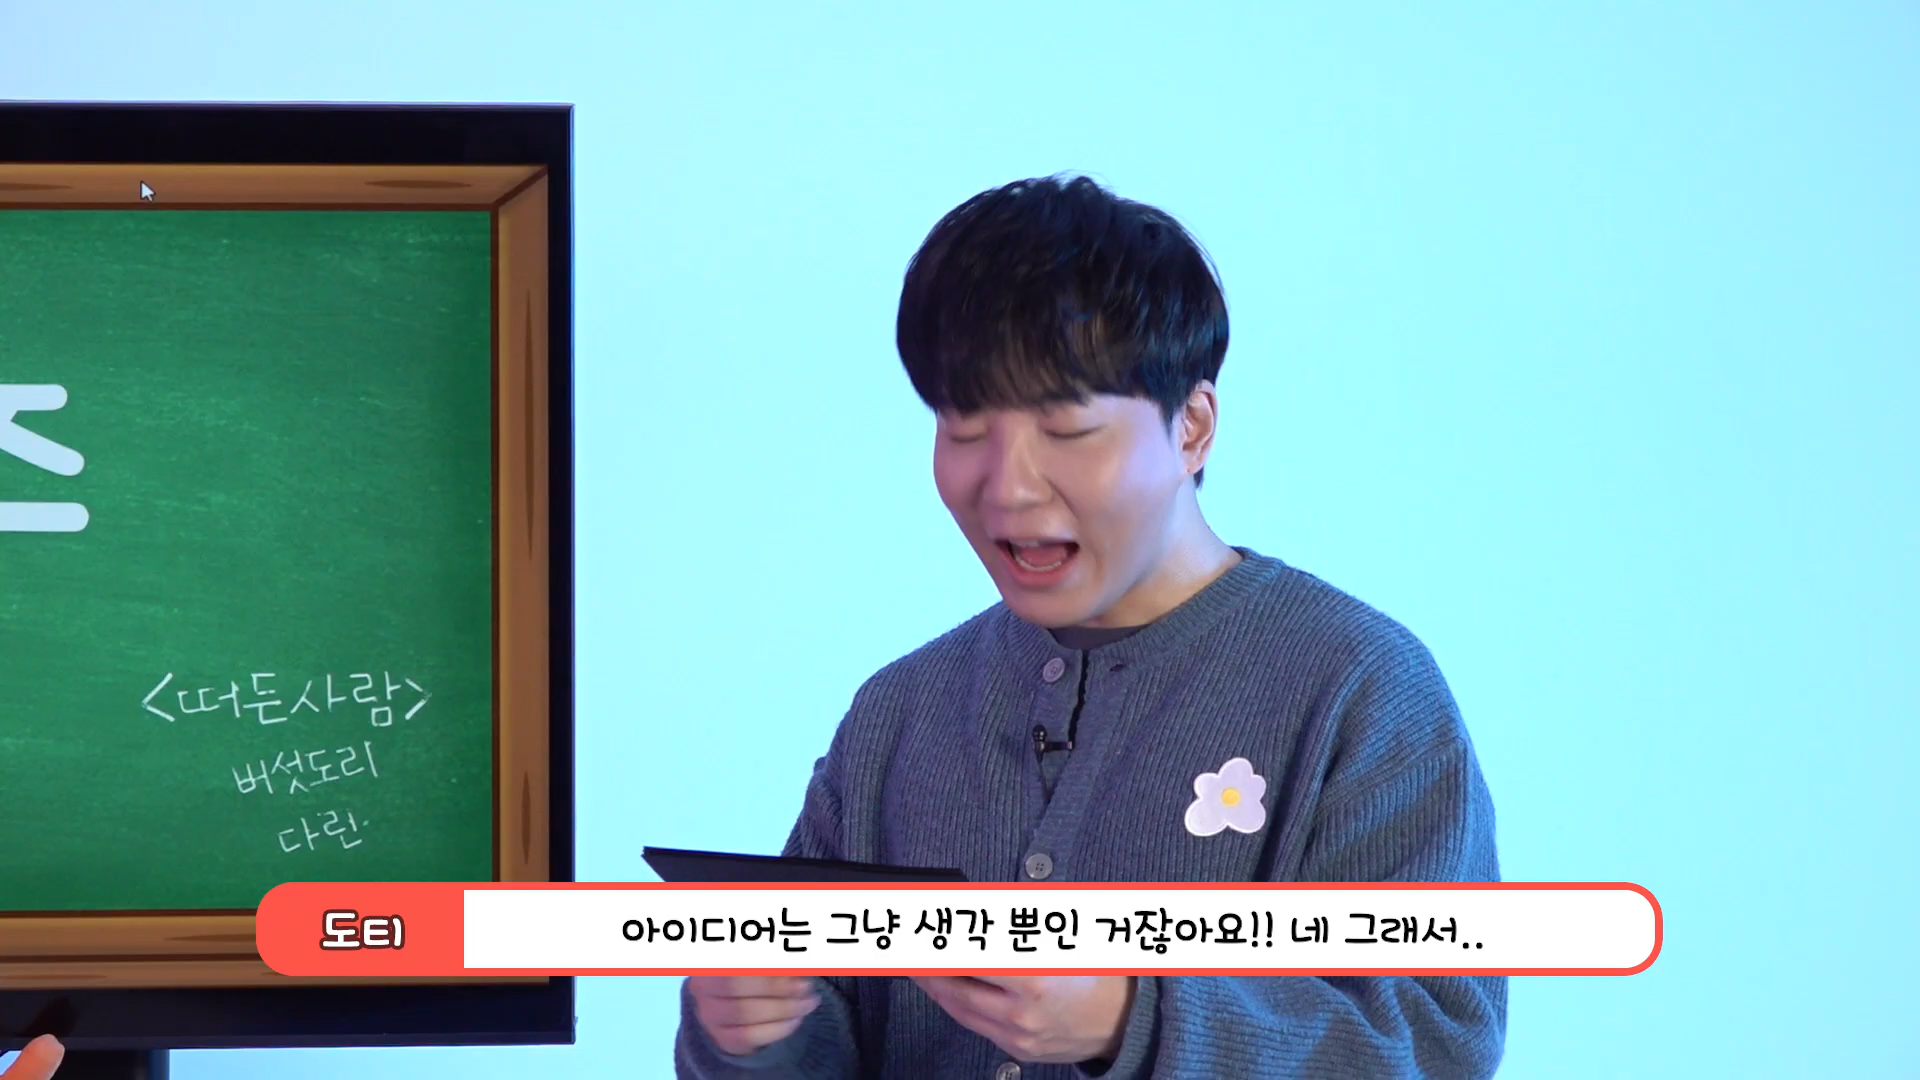 즈
<떠든사람>
버섯도리
다린
도티
아이디어는 그냥 생각 뿐인 거잖아요!! 네 그래서..